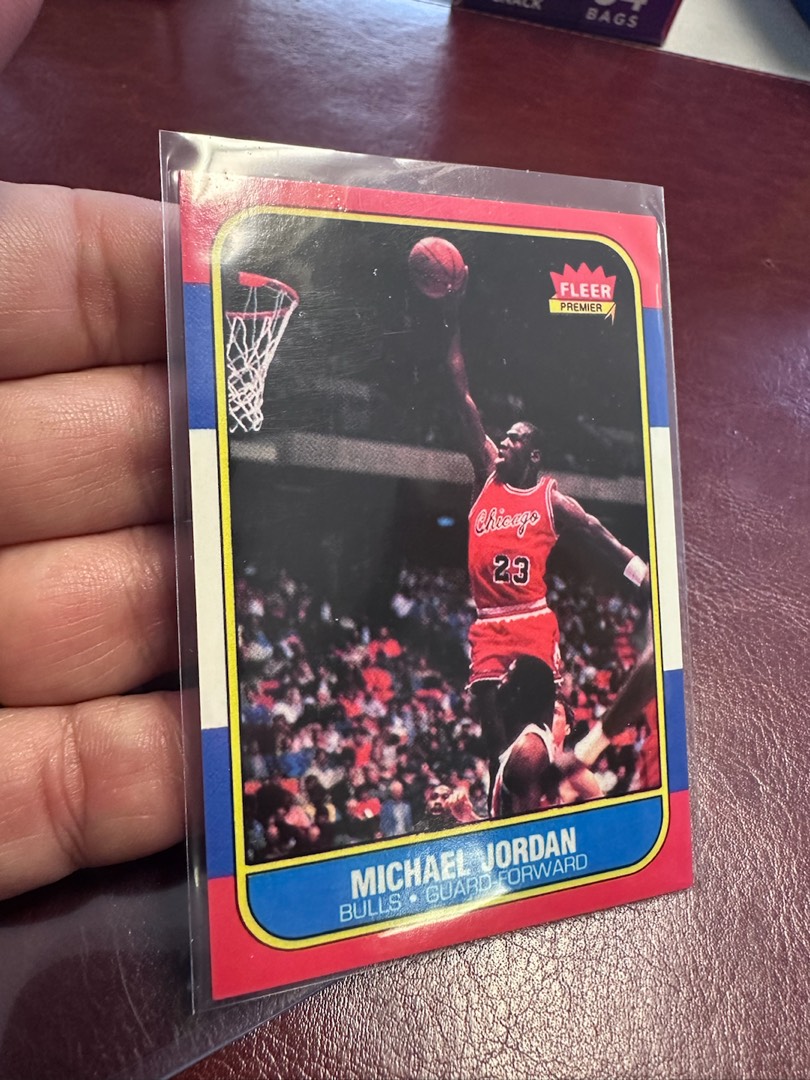 BAGS
FLEER
PREMIER
Chicago
23
MICHAEL JORDAN
BULLS • GUARD-FORWARD